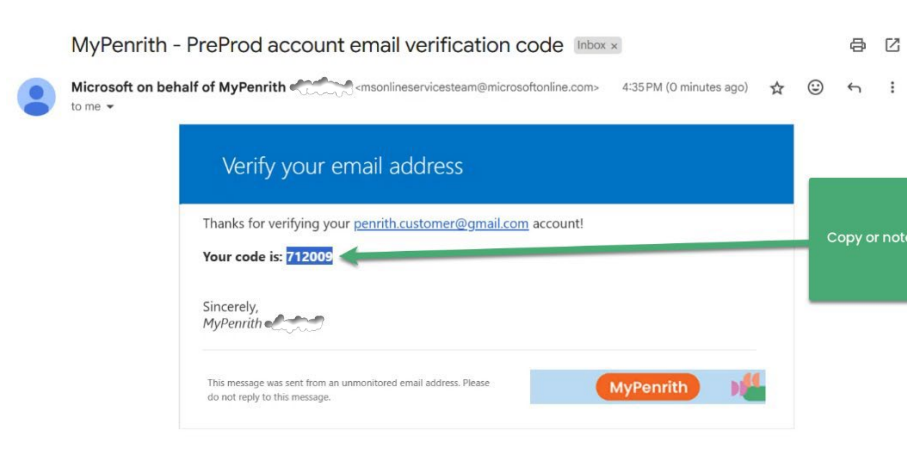 MyPenrith - PreProd account email verification code Inbox x
Microsoft on behalf of MyPenrith <msonlineservicesteam@microsoftonline.com> 4:35 PM (0 minutes ago)
to me
Verify your email address
Thanks for verifying your penrith.customer@gmail.com account!
Your code is: 712009
Copy or note
Sincerely,
MyPenrith
This message was sent from an unmonitored email address. Please
do not reply to this message.
MyPenrith